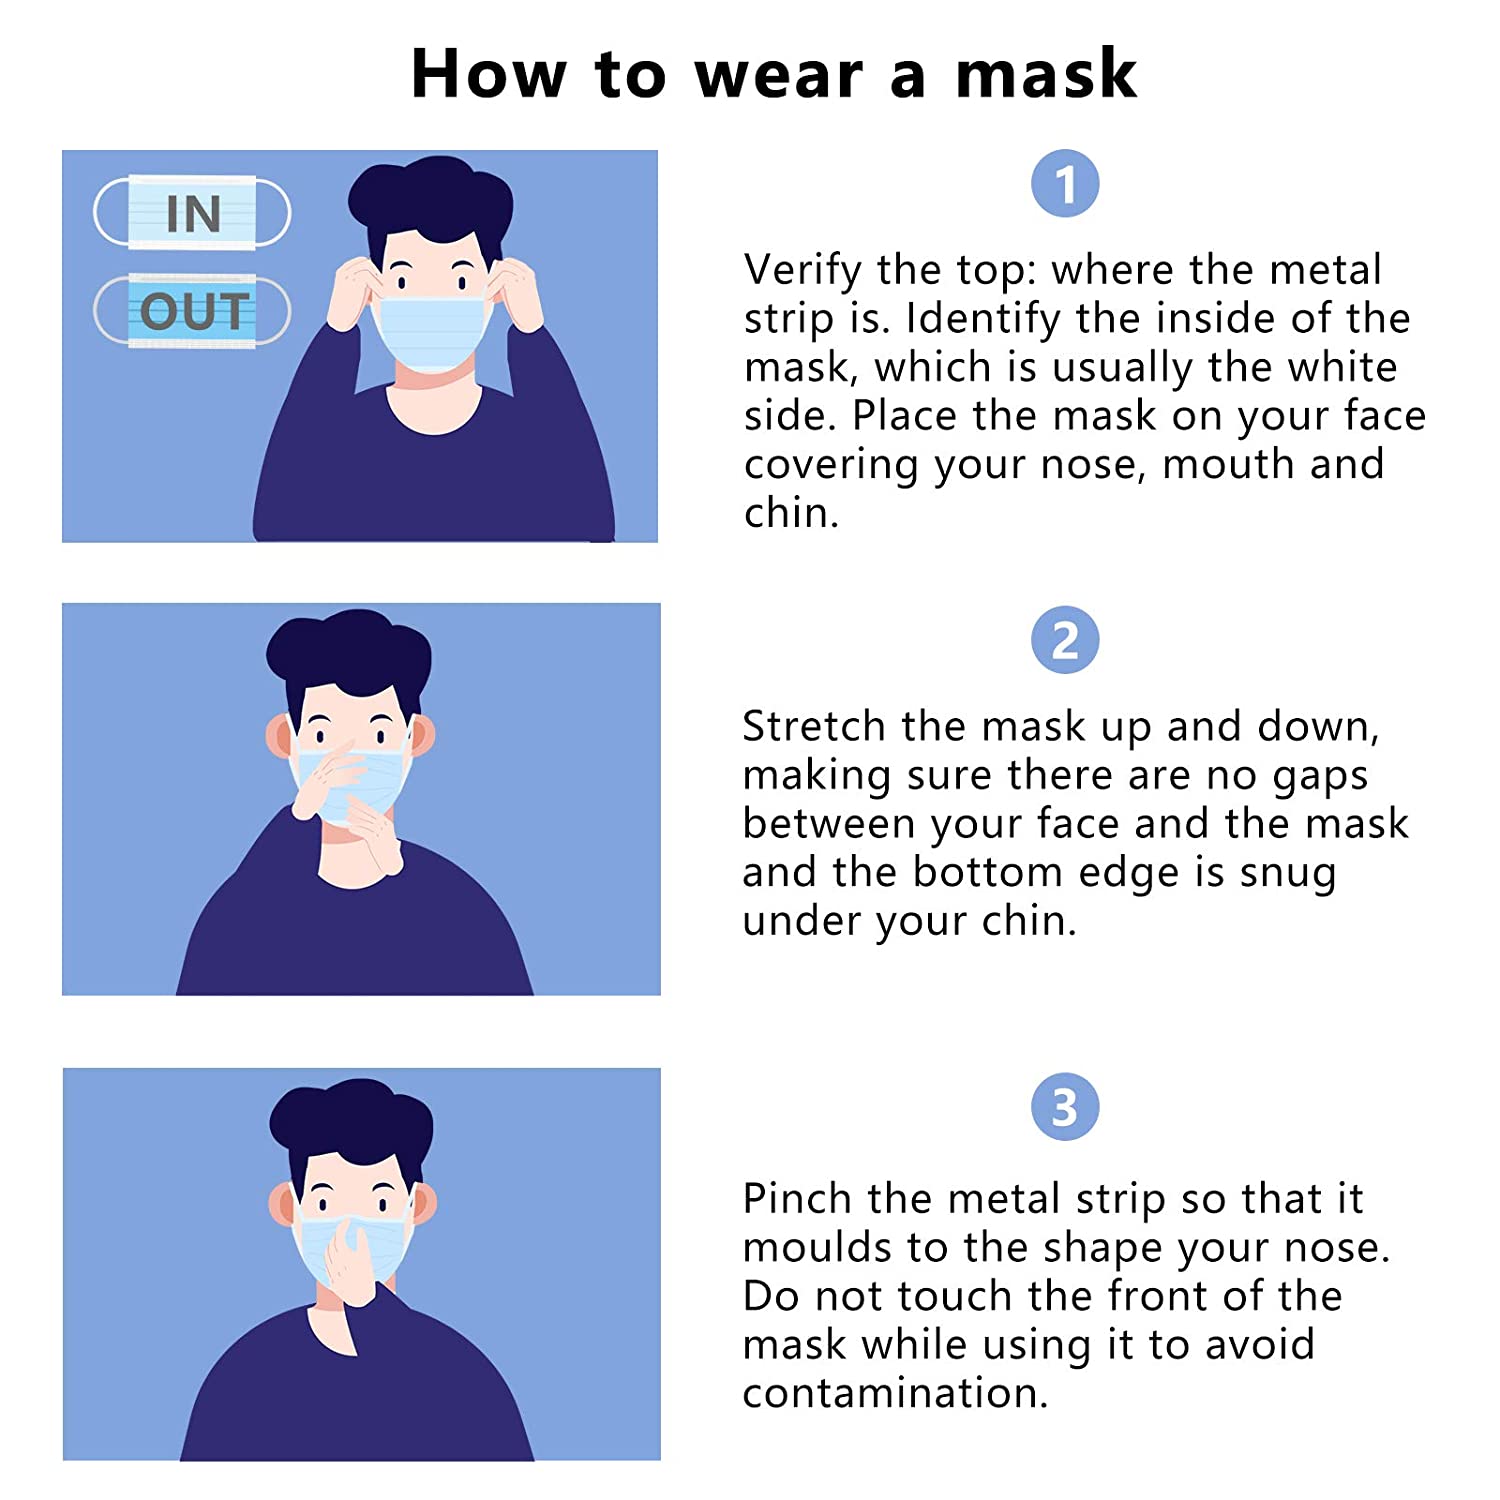 How to wear a mask
IN
OUT
1
Verify the top: where the metal
strip is. Identify the inside of the
mask, which is usually the white
side. Place the mask on your face
covering your nose, mouth and
chin.
2
Stretch the mask up and down,
making sure there are no gaps
between your face and the mask
and the bottom edge is snug
under your chin.
3
Pinch the metal strip so that it
moulds to the shape your nose.
Do not touch the front of the
mask while using it to avoid
contamination.